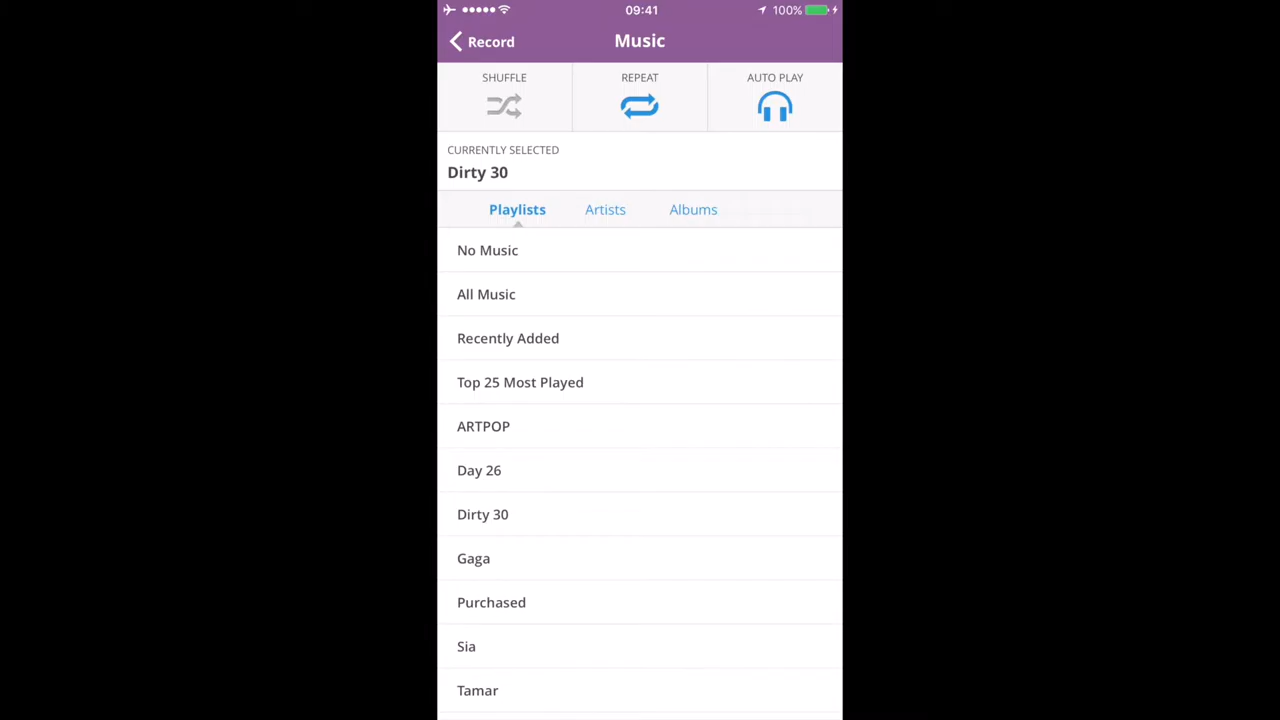 09:41
100%
Record
Music
SHUFFLE
REPEAT
AUTO PLAY
CURRENTLY SELECTED
Dirty 30
Playlists
Artists
Albums
No Music
All Music
Recently Added
Top 25 Most Played
ARTPOP
Day 26
Dirty 30
Gaga
Purchased
Sia
Tamar